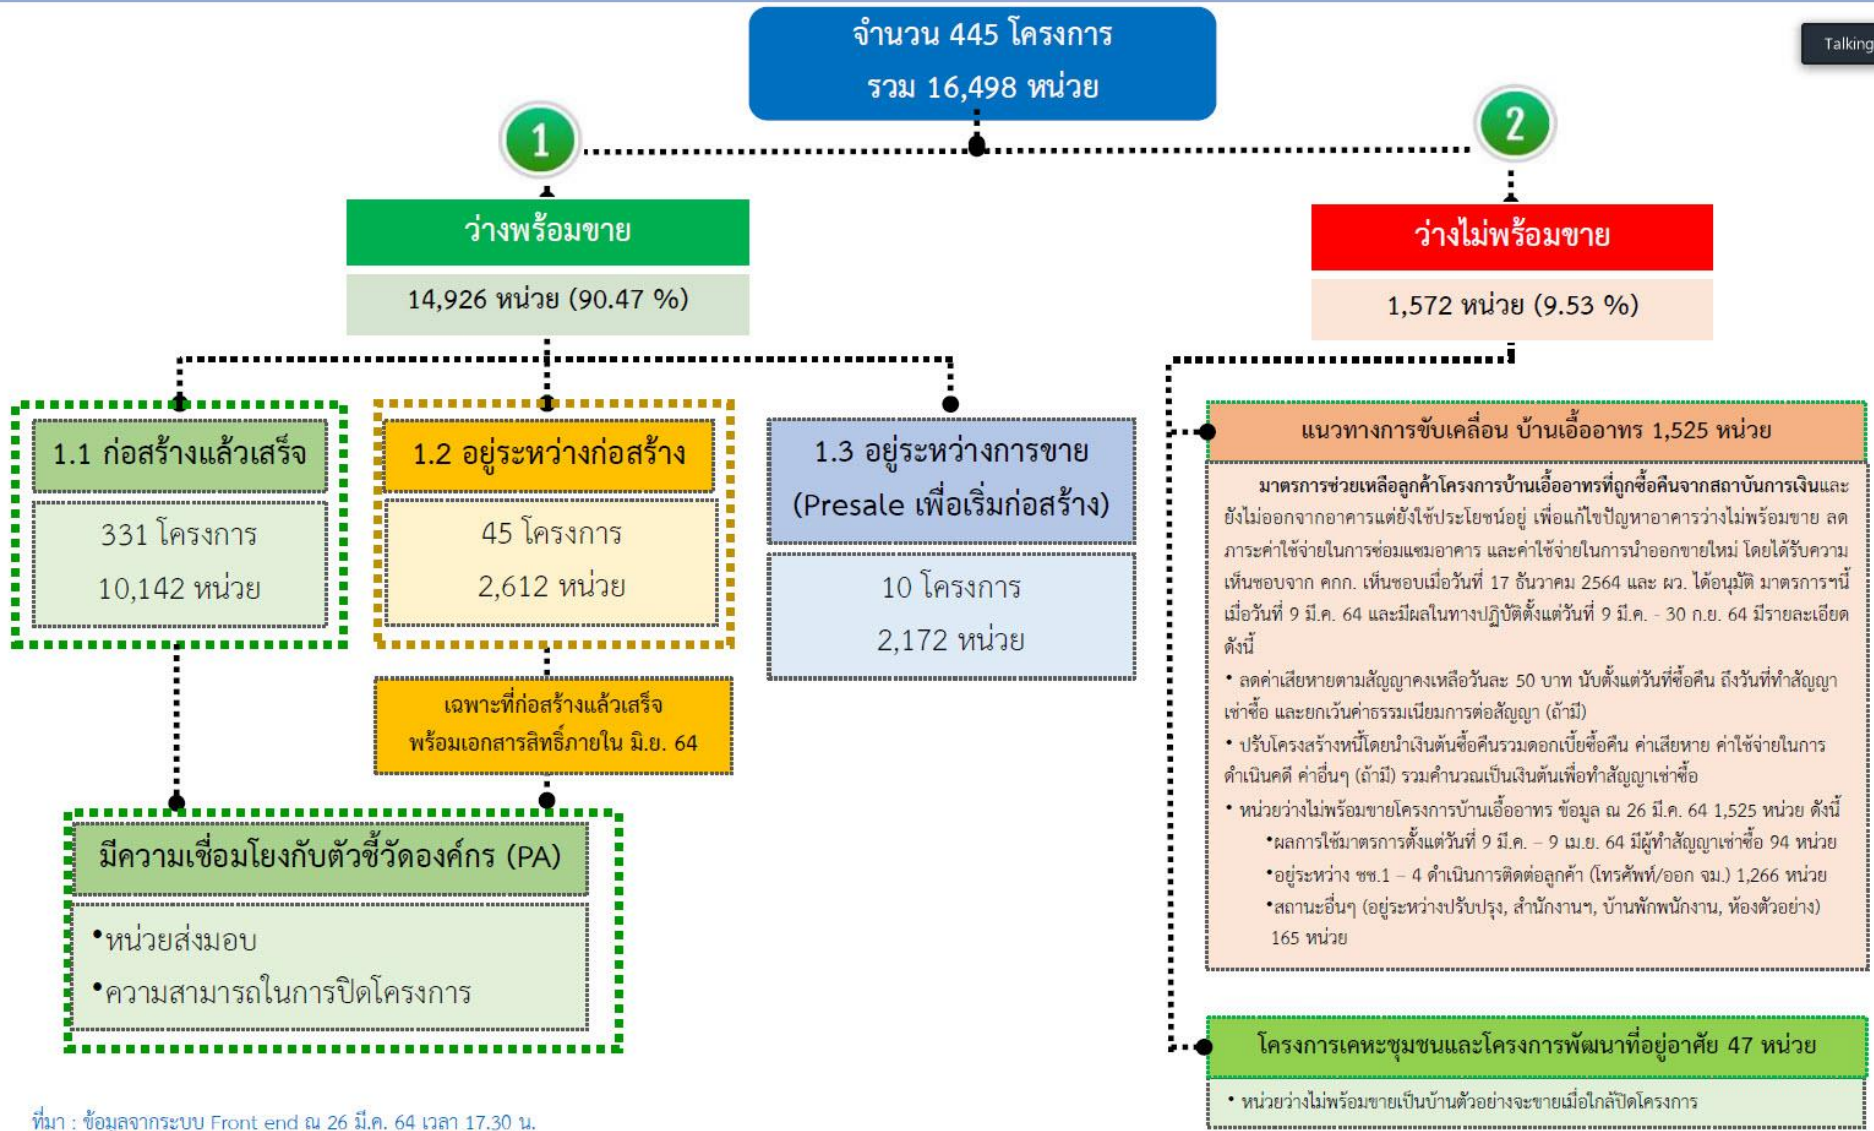 จำนวน 445 โครงการ
รวม 16,498 หน่วย
Talking
1
2
ว่างพร้อมขาย
14,926 หน่วย (90.47 %)
ว่างไม่พร้อมขาย
1,572 หน่วย (9.53 %)
1.1 ก่อสร้างแล้วเสร็จ
331 โครงการ
10,142 หน่วย
1.2 อยู่ระหว่างก่อสร้าง
45 โครงการ
2,612 หน่วย
1.3 อยู่ระหว่างการขาย
(Presale เพื่อเริ่มก่อสร้าง)
10 โครงการ
2,172 หน่วย
เฉพาะที่ก่อสร้างแล้วเสร็จ
พร้อมเอกสารสิทธิ์ภายใน มิ.ย. 64
มีความเชื่อมโยงกับตัวชี้วัดองค์กร (PA)
•หน่วยส่งมอบ
•ความสามารถในการปิดโครงการ
แนวทางการขับเคลื่อน บ้านเอื้ออาทร 1,525 หน่วย
มาตรการช่วยเหลือลูกค้าโครงการบ้านเอื้ออาทรที่ถูกซื้อคืนจากสถาบันการเงินและ
ยังไม่ออกจากอาคารแต่ยังใช้ประโยชน์อยู่ เพื่อแก้ไขปัญหาอาคารว่างไม่พร้อมขาย ลด
ภาระค่าใช้จ่ายในการซ่อมแซมอาคาร และค่าใช้จ่ายในการนำออกขายใหม่ โดยได้รับความ
เห็นชอบจาก คกก. เห็นชอบเมื่อวันที่ 17 ธันวาคม 2564 และ ผว. ได้อนุมัติ มาตรการฯนี้
เมื่อวันที่ 9 มี.ค. 64 และมีผลในทางปฏิบัติตั้งแต่วันที่ 9 มี.ค. - 30 ก.ย. 64 มีรายละเอียด
ดังนี้
• ลดค่าเสียหายตามสัญญาคงเหลือวันละ 50 บาท นับตั้งแต่วันที่ซื้อคืน ถึงวันที่ทำสัญญา
เช่าซื้อ และยกเว้นค่าธรรมเนียมการต่อสัญญา (ถ้ามี)
• ปรับโครงสร้างหนี้โดยนำเงินต้นซื้อคืนรวมดอกเบี้ยซื้อคืน ค่าเสียหาย ค่าใช้จ่ายในการ
ดำเนินคดี ค่าอื่นๆ (ถ้ามี) รวมคำนวณเป็นเงินต้นเพื่อทำสัญญาเช่าซื้อ
• หน่วยว่างไม่พร้อมขายโครงการบ้านเอื้ออาทร ข้อมูล ณ 26 มี.ค. 64 1,525 หน่วย ดังนี้
•ผลการใช้มาตรการตั้งแต่วันที่ 9 มี.ค. – 9 เม.ย. 64 มีผู้ทำสัญญาเช่าซื้อ 94 หน่วย
•อยู่ระหว่าง ชช.1 – 4 ดำเนินการติดต่อลูกค้า (โทรศัพท์/ออก จม.) 1,266 หน่วย
•สถานะอื่นๆ (อยู่ระหว่างปรับปรุง, สำนักงานฯ, บ้านพักพนักงาน, ห้องตัวอย่าง)
165 หน่วย
โครงการเคหะชุมชนและโครงการพัฒนาที่อยู่อาศัย 47 หน่วย
• หน่วยว่างไม่พร้อมขายเป็นบ้านตัวอย่างจะขายเมื่อใกล้ปิดโครงการ
ที่มา : ข้อมูลจากระบบ Front end ณ 26 มี.ค. 64 เวลา 17.30 น.